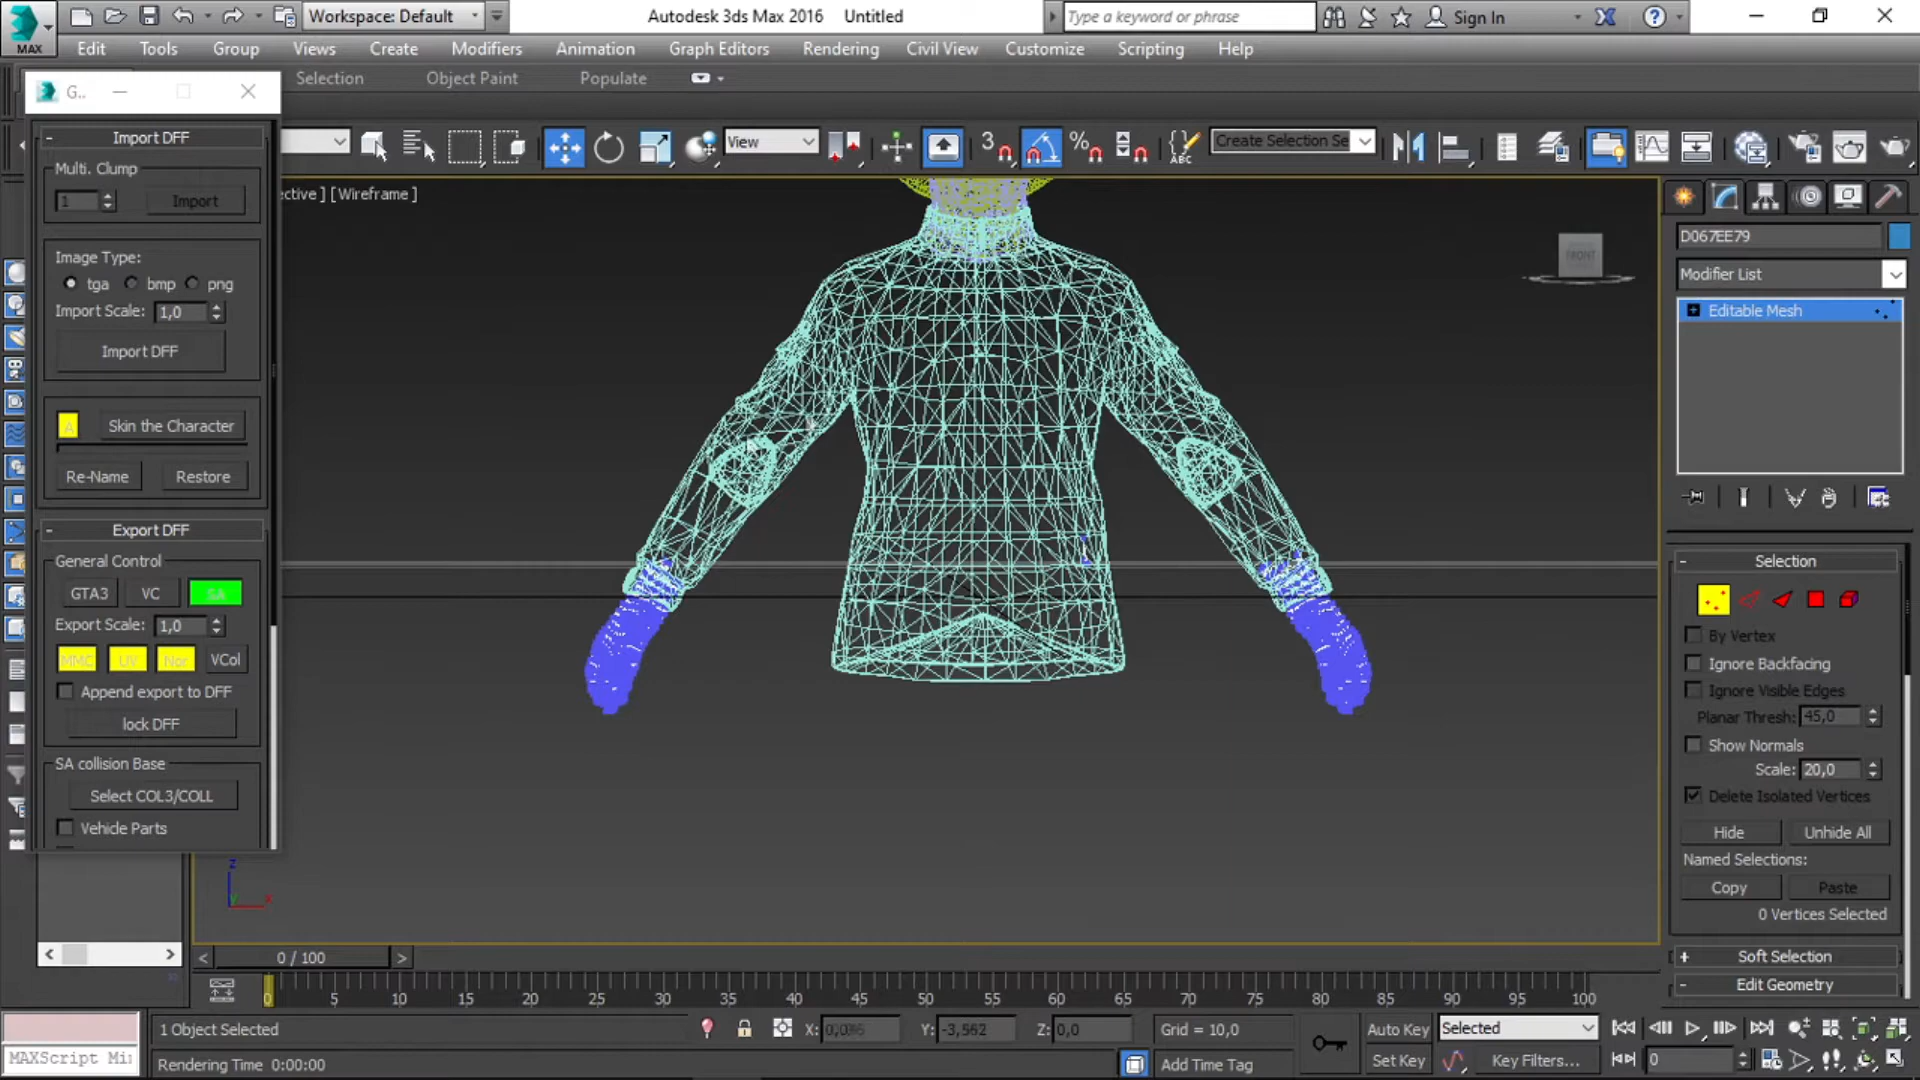 Workspace: Default
Autodesk 3ds Max 2016 Untitled
Type a keyword or phrase
Sign In
MAX
Edit Tools Group Views Create Modifiers Animation Graph Editors Rendering Civil View Customize Scripting Help
Selection Object Paint Populate
G..
View
3
%
ABC
Create Selection Se
Import DFF
Multi. Clump
1 Import
Image Type:
tga bmp png
Import Scale: 1,0
Import DFF
A Skin the Character
Re-Name Restore
Export DFF
General Control
GTA3 VC SA
Export Scale: 1,0
MMC UV Nor VCol
Append export to DFF
lock DFF
SA collision Base
Select COL3/COLL
Vehicle Parts
ective ] [ Wireframe ]
FRONT
z
x
D067EE79
Modifier List
Editable Mesh
Selection
By Vertex
Ignore Backfacing
Ignore Visible Edges
Planar Thresh: 45,0
Show Normals
Scale: 20,0
Delete Isolated Vertices
Hide Unhide All
Named Selections:
Copy Paste
0 Vertices Selected
Soft Selection
Edit Geometry
0 / 100
0 5 10 15 20 25 30 35 40 45 50 55 60 65 70 75 80 85 90 95 100
1 Object Selected
X: Y: -3,562 Z: 0,0
Grid = 10,0
Auto Key Selected
MAXScript Mi
Rendering Time 0:00:00
Add Time Tag
Set Key Key Filters...
0